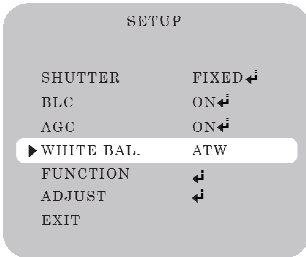 SETUP
SHUTTER FIXED↲
BLC ON↲
AGC ON↲
▶WHITE BAL. ATW
FUNCTION ↲
ADJUST ↲
EXIT